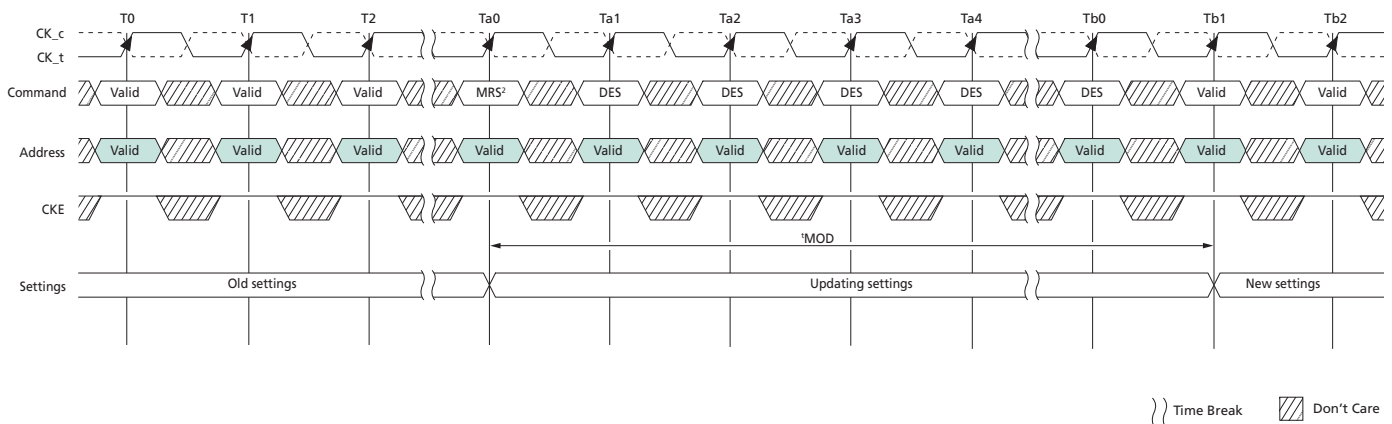 T0 T1 T2 Ta0 Ta1 Ta2 Ta3 Ta4 Tb0 Tb1 Tb2
CK_c
CK_t
Command Valid Valid Valid MRS² DES DES DES DES DES Valid Valid
Address Valid Valid Valid Valid Valid Valid Valid Valid Valid Valid Valid
CKE
ᵗMOD
Settings Old settings Updating settings New settings
Time Break Don't Care